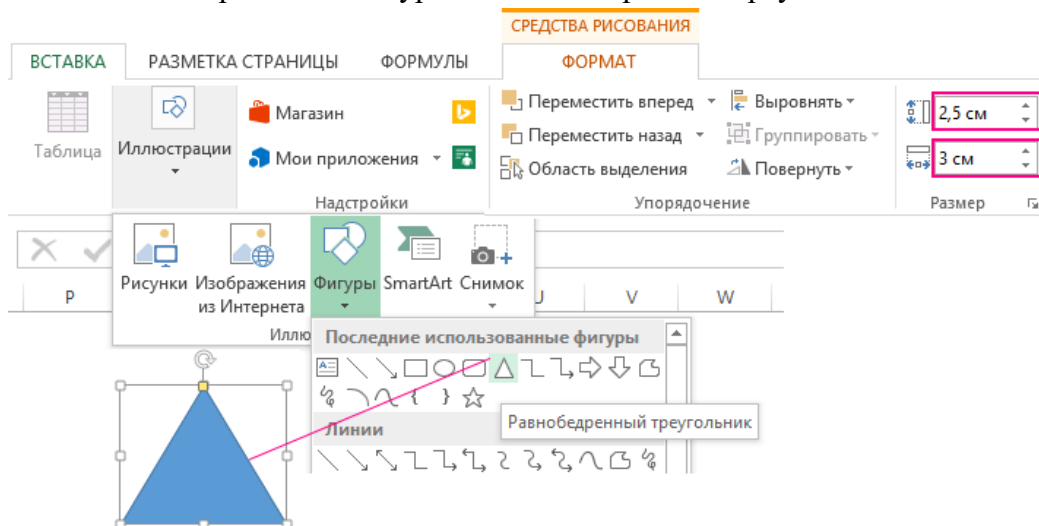 СРЕДСТВА РИСОВАНИЯ
ВСТАВКА РАЗМЕТКА СТРАНИЦЫ ФОРМУЛЫ ФОРМАТ
Таблица
Иллюстрации
Магазин
Мои приложения
Надстройки
Переместить вперед Выровнять
Переместить назад Группировать
Область выделения Повернуть
Упорядочение
2,5 см
3 см
Размер
Рисунки Изображения из Интернета Фигуры SmartArt Снимок
Иллю
P U V W
Последние использованные фигуры
Равнобедренный треугольник
Линии